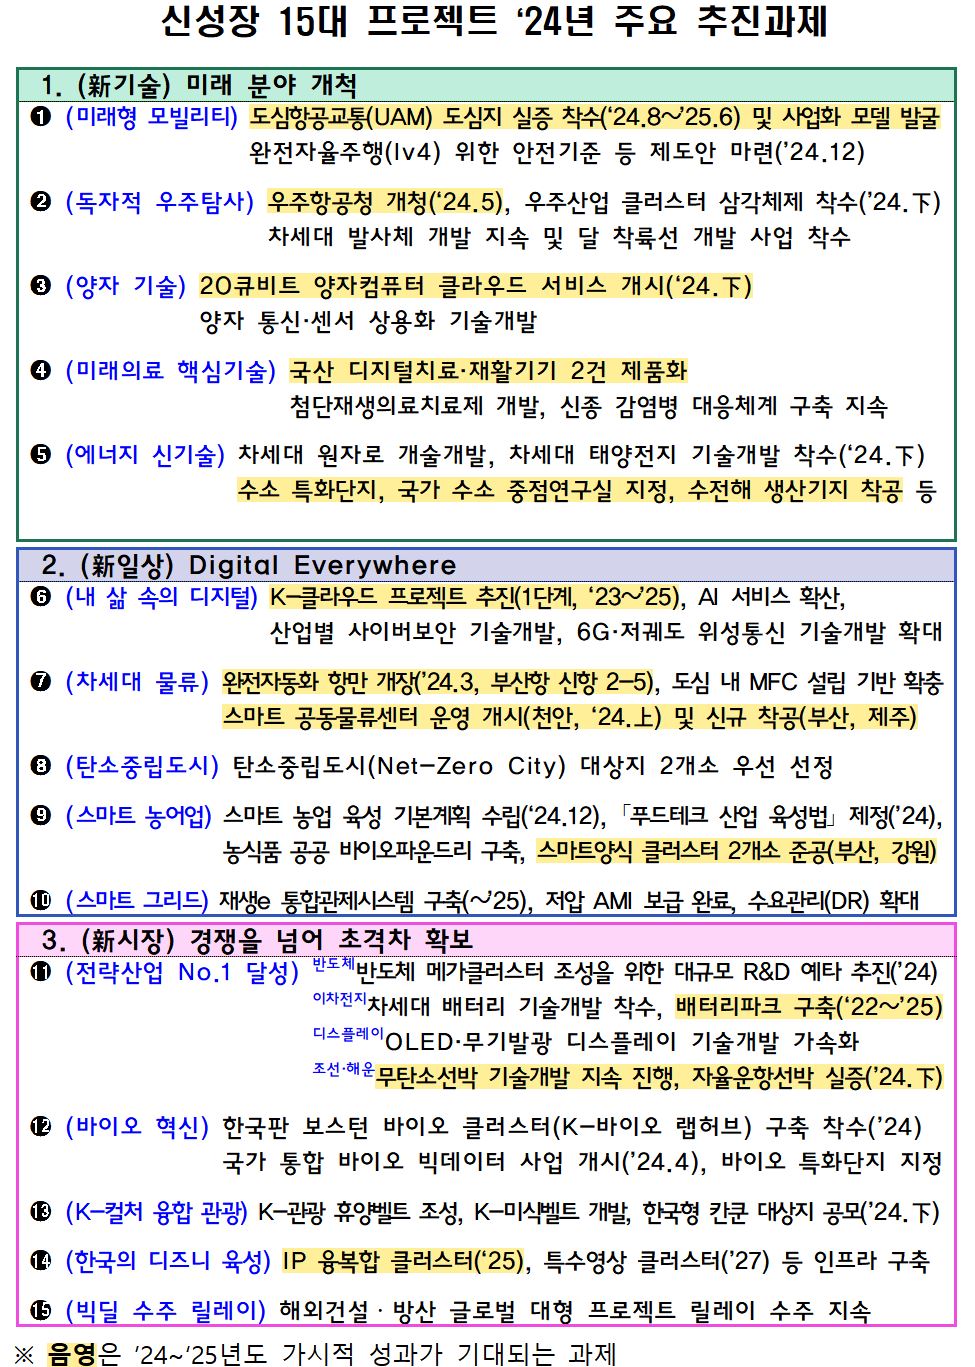 신성장 15대 프로젝트 ‘24년 주요 추진과제
1. (新기술) 미래 분야 개척
❶ (미래형 모빌리티) 도심항공교통(UAM) 도심지 실증 착수(‘24.8~’25.6) 및 사업화 모델 발굴
완전자율주행(lv4) 위한 안전기준 등 제도안 마련(’24.12)
❷ (독자적 우주탐사) 우주항공청 개청(‘24.5), 우주산업 클러스터 삼각체제 착수(’24.下)
차세대 발사체 개발 지속 및 달 착륙선 개발 사업 착수
❸ (양자 기술) 20큐비트 양자컴퓨터 클라우드 서비스 개시(‘24.下)
양자 통신·센서 상용화 기술개발
❹ (미래의료 핵심기술) 국산 디지털치료·재활기기 2건 제품화
첨단재생의료치료제 개발, 신종 감염병 대응체계 구축 지속
❺ (에너지 신기술) 차세대 원자로 개술개발, 차세대 태양전지 기술개발 착수(‘24.下)
수소 특화단지, 국가 수소 중점연구실 지정, 수전해 생산기지 착공 등
2. (新일상) Digital Everywhere
❻ (내 삶 속의 디지털) K-클라우드 프로젝트 추진(1단계, ‘23~’25), AI 서비스 확산,
산업별 사이버보안 기술개발, 6G·저궤도 위성통신 기술개발 확대
❼ (차세대 물류) 완전자동화 항만 개장(’24.3, 부산항 신항 2-5), 도심 내 MFC 설립 기반 확충
스마트 공동물류센터 운영 개시(천안, ‘24.上) 및 신규 착공(부산, 제주)
❽ (탄소중립도시) 탄소중립도시(Net-Zero City) 대상지 2개소 우선 선정
❾ (스마트 농어업) 스마트 농업 육성 기본계획 수립(‘24.12), 「푸드테크 산업 육성법」 제정(’24),
농식품 공공 바이오파운드리 구축, 스마트양식 클러스터 2개소 준공(부산, 강원)
❿ (스마트 그리드) 재생e 통합관제시스템 구축(~’25), 저압 AMI 보급 완료, 수요관리(DR) 확대
3. (新시장) 경쟁을 넘어 초격차 확보
⓫ (전략산업 No.1 달성) 반도체반도체 메가클러스터 조성을 위한 대규모 R&D 예타 추진(’24)
이차전지차세대 배터리 기술개발 착수, 배터리파크 구축(‘22~’25)
디스플레이OLED·무기발광 디스플레이 기술개발 가속화
조선·해운무탄소선박 기술개발 지속 진행, 자율운항선박 실증(’24.下)
⓬ (바이오 혁신) 한국판 보스턴 바이오 클러스터(K-바이오 랩허브) 구축 착수(’24)
국가 통합 바이오 빅데이터 사업 개시(’24.4), 바이오 특화단지 지정
⓭ (K-컬처 융합 관광) K-관광 휴양벨트 조성, K-미식벨트 개발, 한국형 칸쿤 대상지 공모(’24.下)
⓮ (한국의 디즈니 육성) IP 융복합 클러스터(‘25), 특수영상 클러스터(’27) 등 인프라 구축
⓯ (빅딜 수주 릴레이) 해외건설 · 방산 글로벌 대형 프로젝트 릴레이 수주 지속
※ 음영은 ‘24~‘25년도 가시적 성과가 기대되는 과제